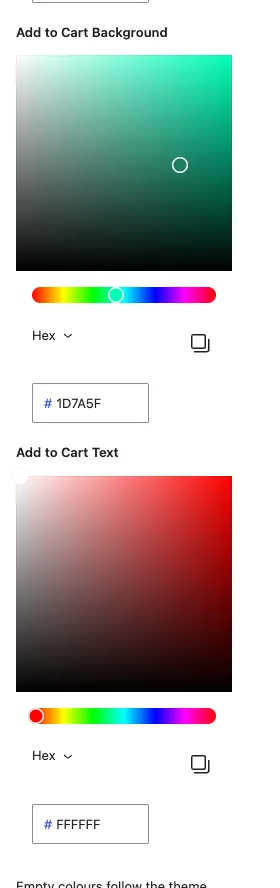 Add to Cart Background
Hex
# 1D7A5F
Add to Cart Text
Hex
# FFFFFF
Empty colours follow the theme